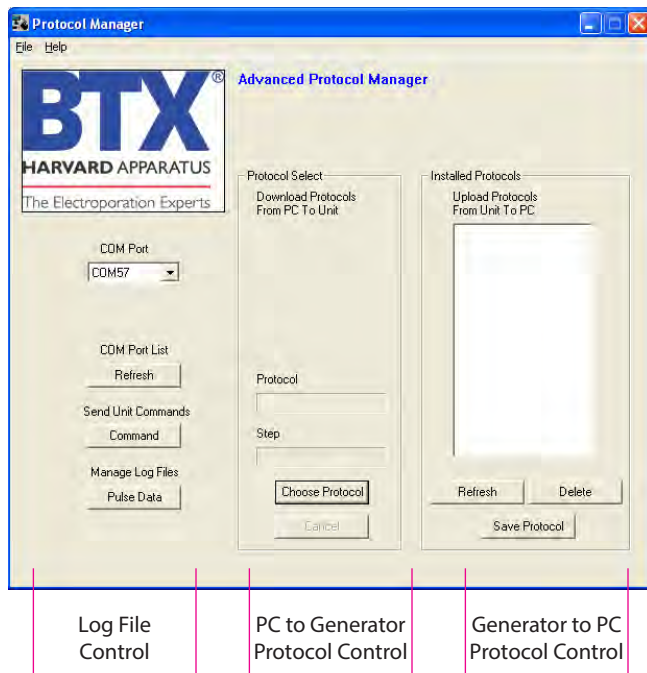 Protocol Manager
File Help
BTX®
HARVARD APPARATUS
The Electroporation Experts
Advanced Protocol Manager
COM Port
COM57
COM Port List
Refresh
Send Unit Commands
Command
Manage Log Files
Pulse Data
Protocol Select
Download Protocols
From PC To Unit
Protocol
Step
Choose Protocol
Cancel
Installed Protocols
Upload Protocols
From Unit To PC
Refresh Delete
Save Protocol
Log File
Control
PC to Generator
Protocol Control
Generator to PC
Protocol Control